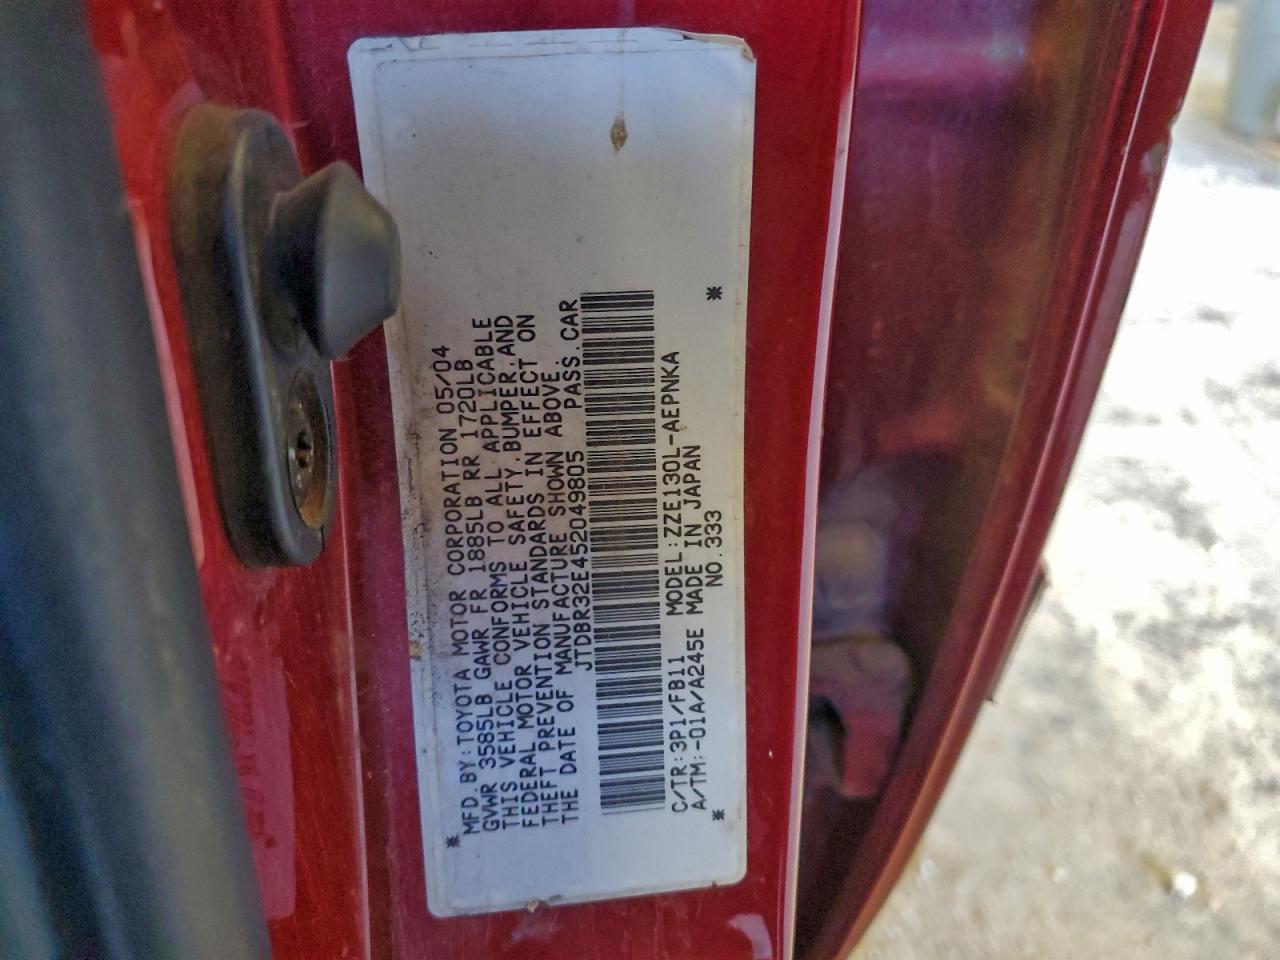 *
MFD. BY: TOYOTA MOTOR CORPORATION 05/04
GVWR 3585LB GAWR FR 1885LB RR 1720LB
THIS VEHICLE CONFORMS TO ALL APPLICABLE
FEDERAL MOTOR VEHICLE SAFETY, BUMPER, AND
THEFT PREVENTION STANDARDS IN EFFECT ON
THE DATE OF MANUFACTURE SHOWN ABOVE.
JTDBR32E452049805 PASS. CAR
C/TR: 3P1/FB11 MODEL: ZZE130L-AEPNKA
A/TM: -01A/A245E MADE IN JAPAN
* NO. 333 *